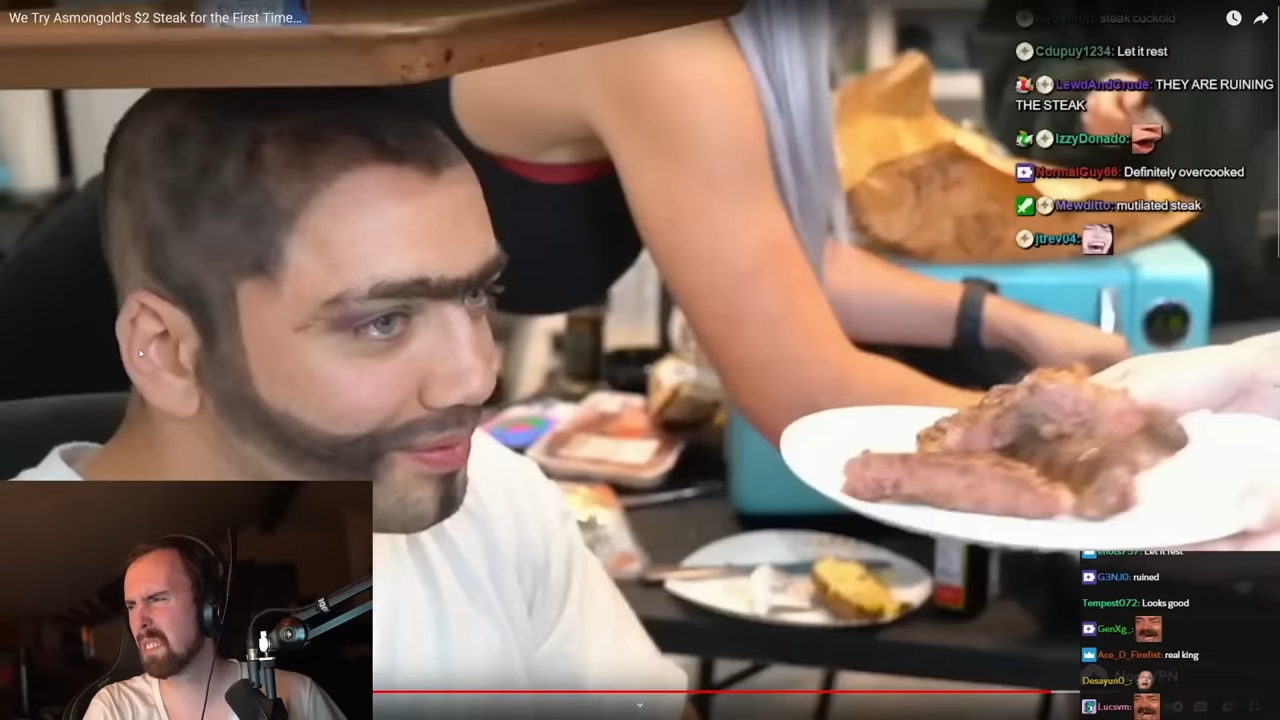 We Try Asmongold's $2 Steak for the First Time...
steak cuckold
Cdupuy1234: Let it rest
LewdAndCrude: THEY ARE RUINING
THE STEAK
IzzyDonado:
NormalGuy66: Definitely overcooked
Mewditto: mutilated steak
jtrev04:
Let it rest
G3NJ0: ruined
Tempest072: Looks good
GenXg_:
Ace_D_Firefist: real king
Desayun0_:
VPN
Lucsvm: